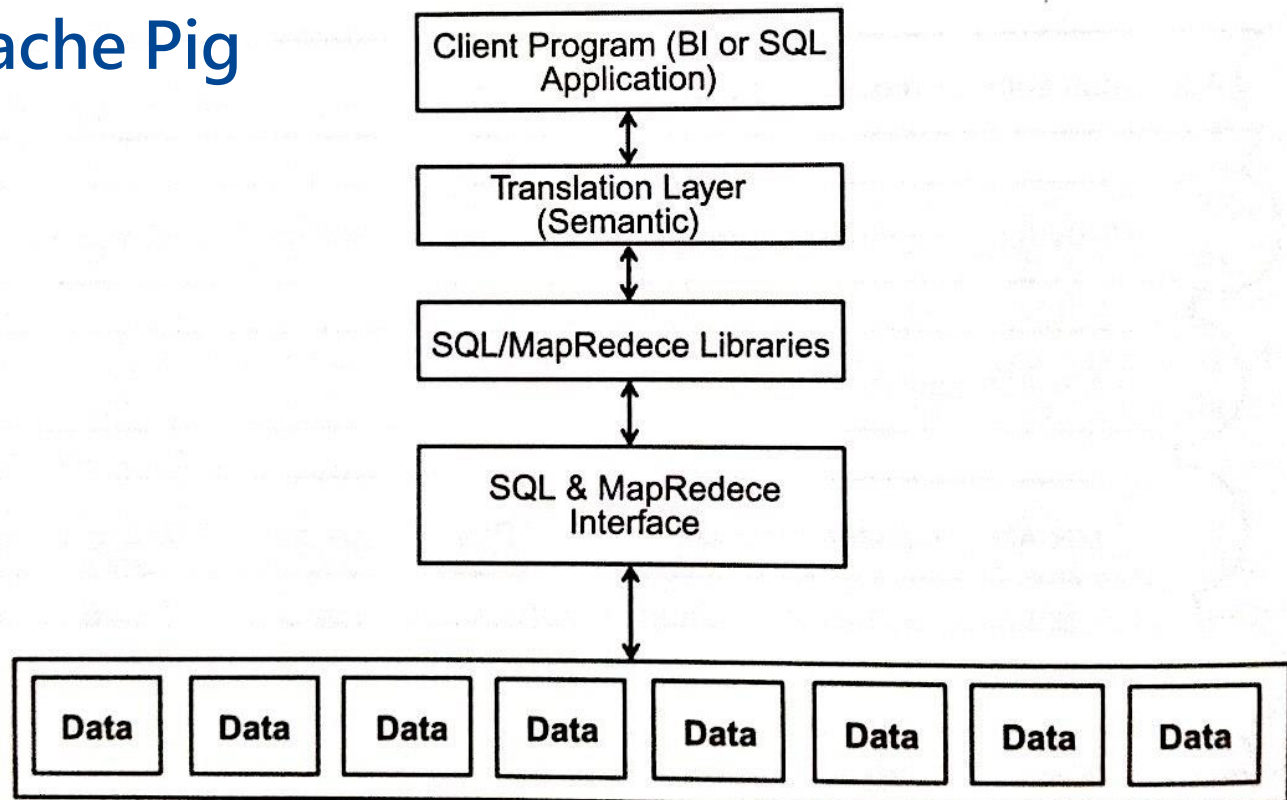 ache Pig
Client Program (BI or SQL
Application)
Translation Layer
(Semantic)
SQL/MapRedece Libraries
SQL & MapRedece
Interface
Data Data Data Data Data Data Data Data